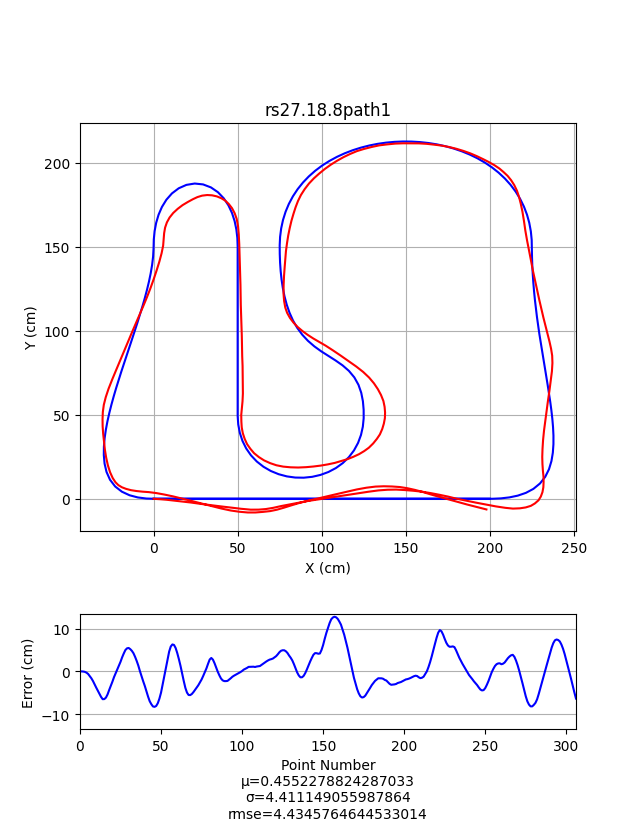 rs27.18.8path1
200
150
100
50
0
Y (cm)
0 50 100 150 200 250
X (cm)
10
0
−10
Error (cm)
0 50 100 150 200 250 300
Point Number
μ=0.4552278824287033
σ=4.411149055987864
rmse=4.4345764644533014